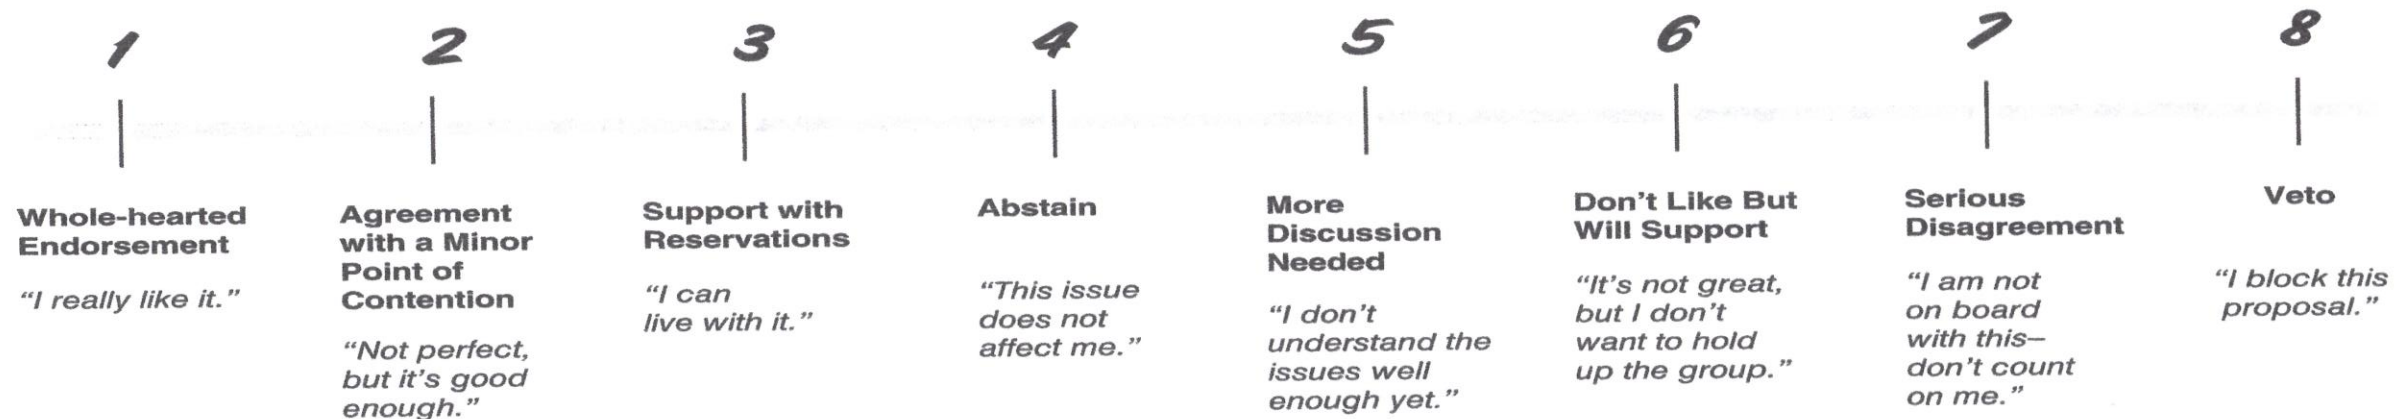 1
Whole-hearted
Endorsement
“I really like it.”
2
Agreement
with a Minor
Point of
Contention
“Not perfect,
but it’s good
enough.”
3
Support with
Reservations
“I can
live with it.”
4
Abstain
“This issue
does not
affect me.”
5
More
Discussion
Needed
“I don’t
understand the
issues well
enough yet.”
6
Don’t Like But
Will Support
“It’s not great,
but I don’t
want to hold
up the group.”
7
Serious
Disagreement
“I am not
on board
with this–
don’t count
on me.”
8
Veto
“I block this
proposal.”